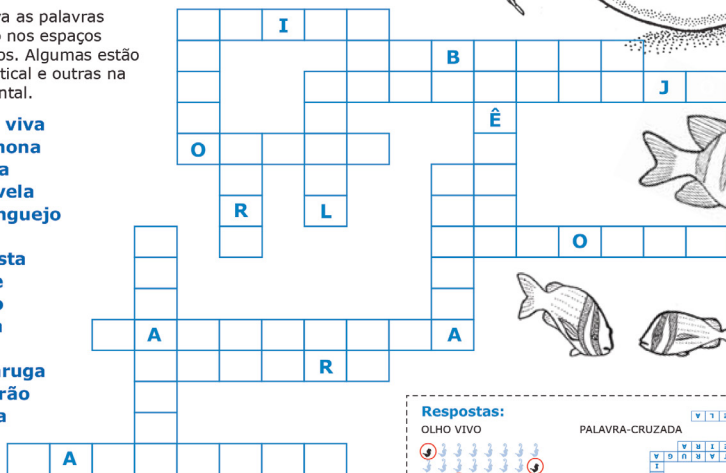 ra as palavras
nos espaços
os. Algumas estão
tical e outras na
ntal.
viva
nona
a
vela
nguejo
sta
e
o
a
ruga
rão
a
I
B
J
Ê
O
R L
O
A A
R
A
Respostas:
OLHO VIVO PALAVRA-CRUZADA